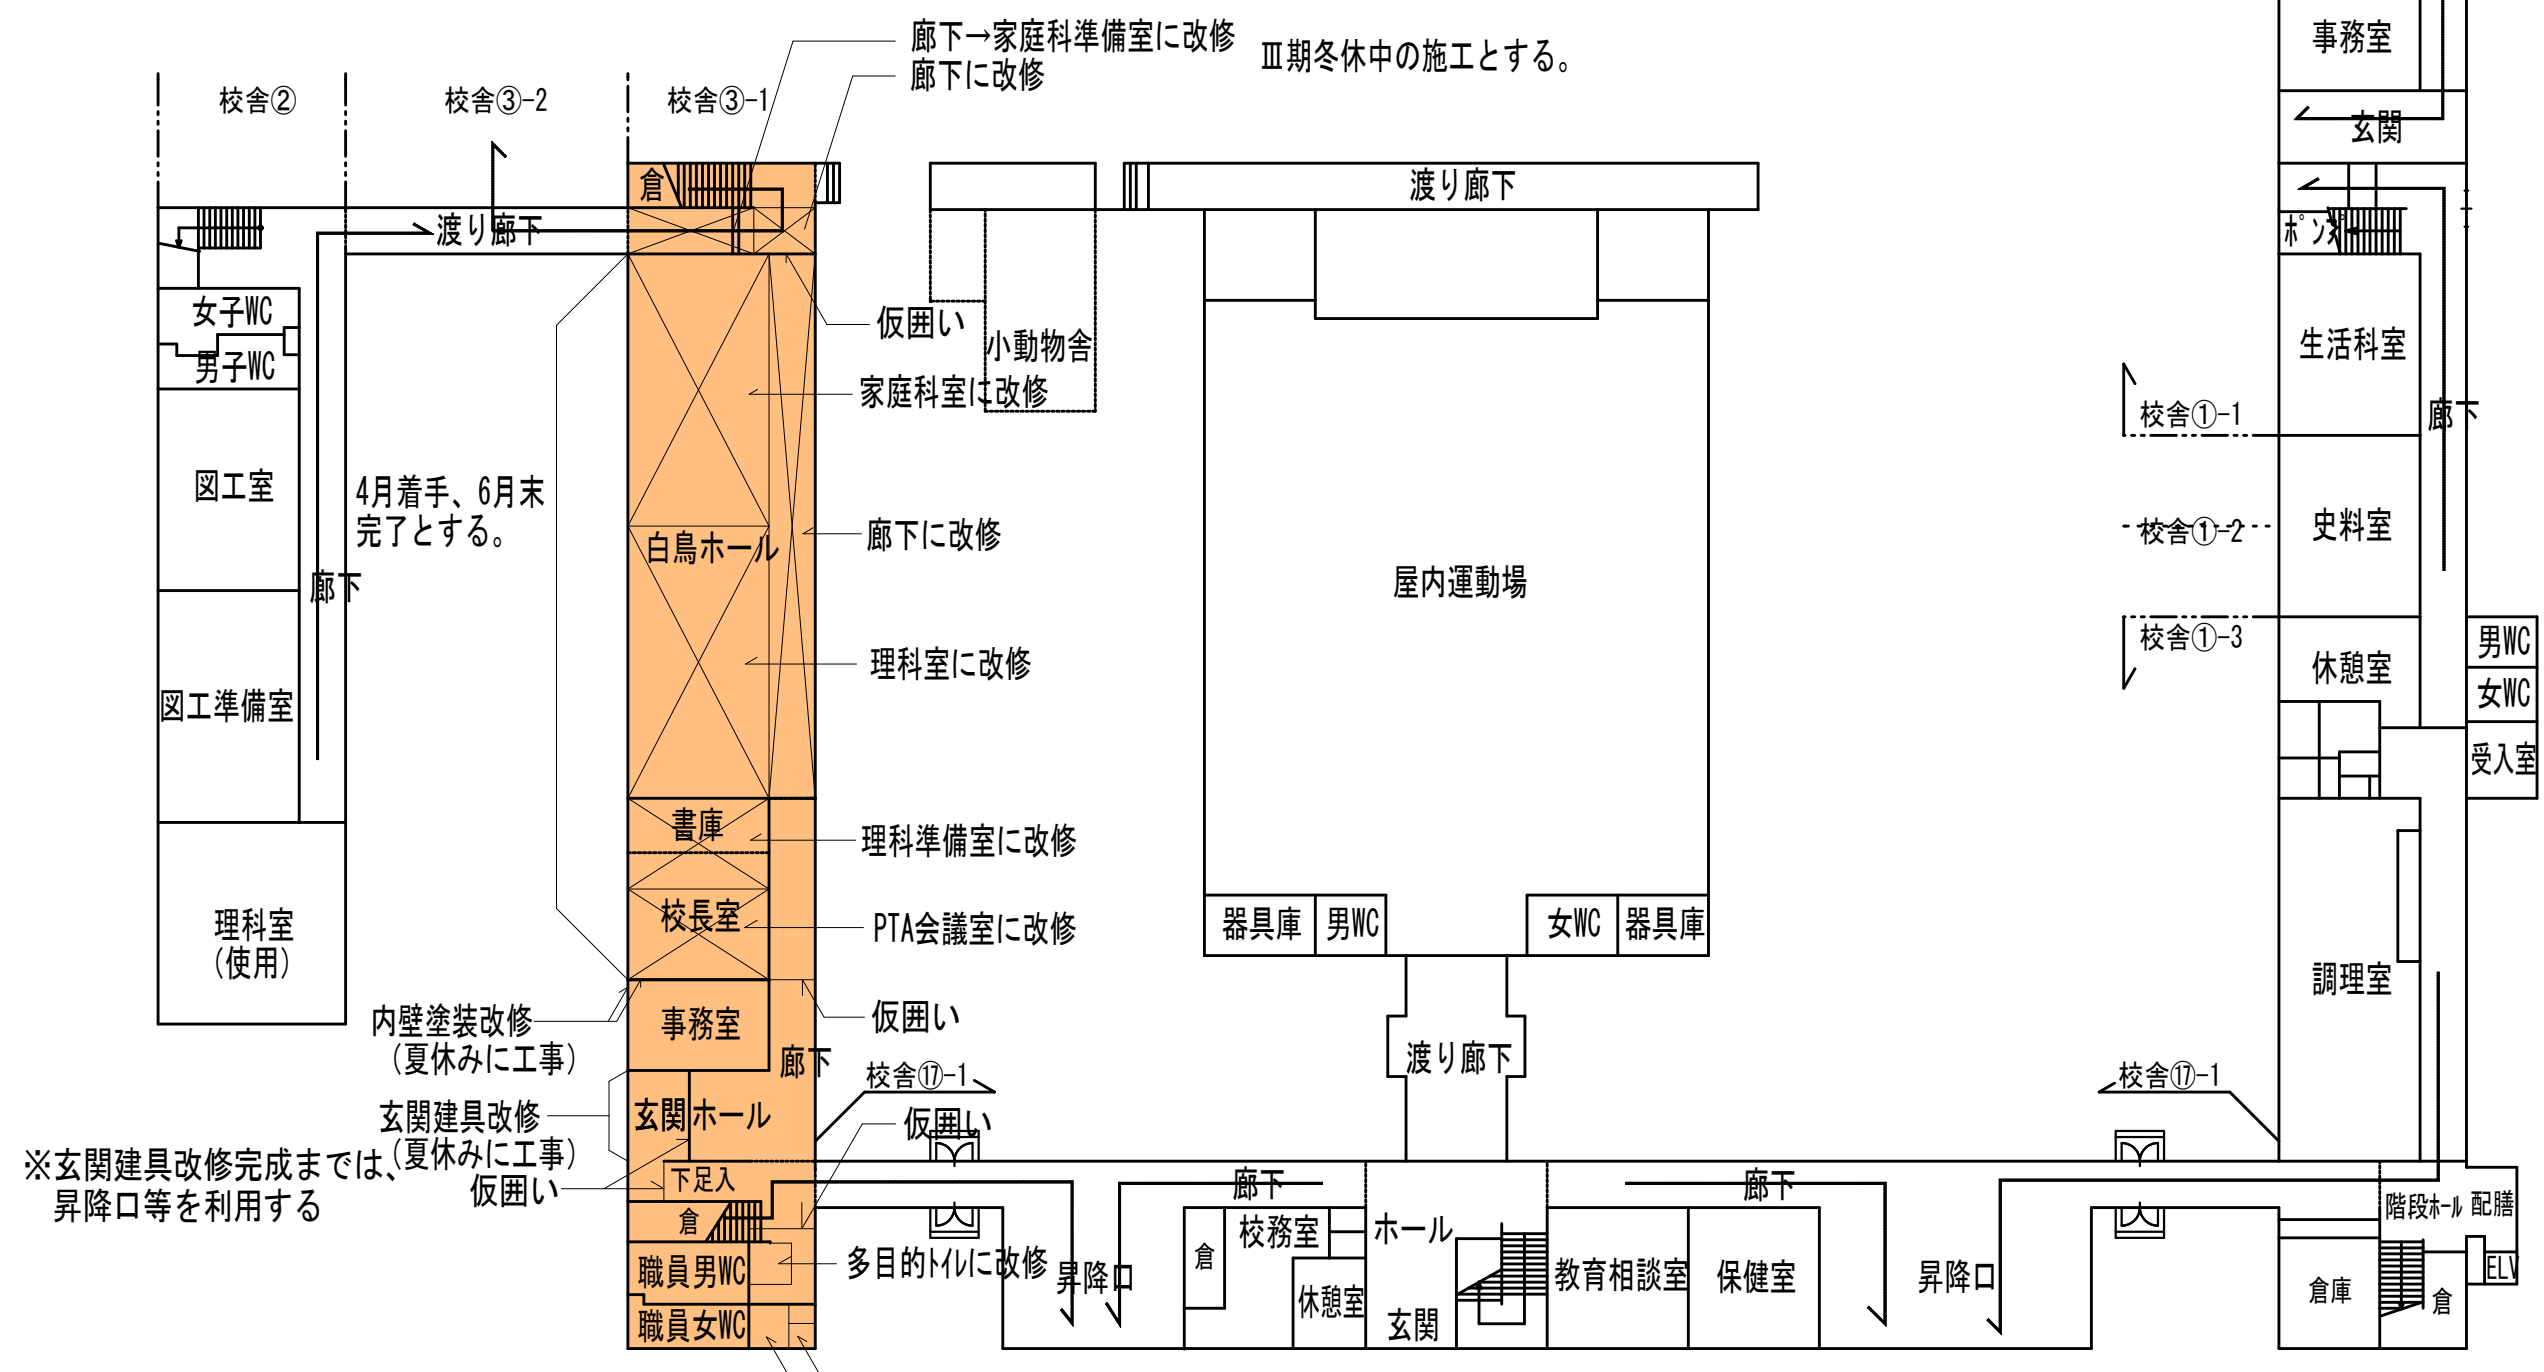 廊下→家庭科準備室に改修
廊下に改修
Ⅲ期冬休中の施工とする。
事務室
校舎②
校舎③-2
校舎③-1
玄関
倉
渡り廊下
渡り廊下
ポンプ
女子WC
男子WC
仮囲い
小動物舎
生活科室
家庭科室に改修
校舎①-1
廊下
図工室
4月着手、6月末
完了とする。
白鳥ホール
廊下に改修
校舎①-2
史料室
廊下
屋内運動場
理科室に改修
校舎①-3
休憩室
男WC
女WC
図工準備室
受入室
書庫
理科準備室に改修
理科室
(使用)
校長室
PTA会議室に改修
器具庫
男WC
女WC
器具庫
調理室
内壁塗装改修
(夏休みに工事)
事務室
仮囲い
廊下
渡り廊下
校舎⑰-1
校舎⑰-1
玄関建具改修
(夏休みに工事)
玄関
ホール
仮囲い
※玄関建具改修完成までは、
昇降口等を利用する
仮囲い
下足入
廊下
廊下
倉
倉
校務室
ホール
階段ホール
配膳
職員男WC
多目的トイレに改修
昇降口
休憩室
教育相談室
保健室
昇降口
倉庫
倉
ELV
職員女WC
玄関